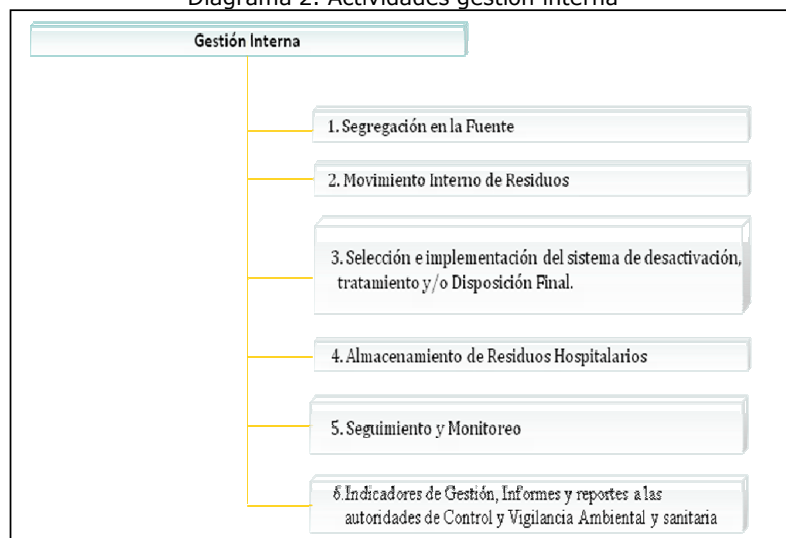 Diagrama 2. Actividades gestión interna
Gestión Interna
1. Segregación en la Fuente
2. Movimiento Interno de Residuos
3. Selección e implementación del sistema de desactivación,
tratamiento y/o Disposición Final.
4. Almacenamiento de Residuos Hospitalarios
5. Seguimiento y Monitoreo
6. Indicadores de Gestión, Informes y reportes a las
autoridades de Control y Vigilancia Ambiental y sanitaria